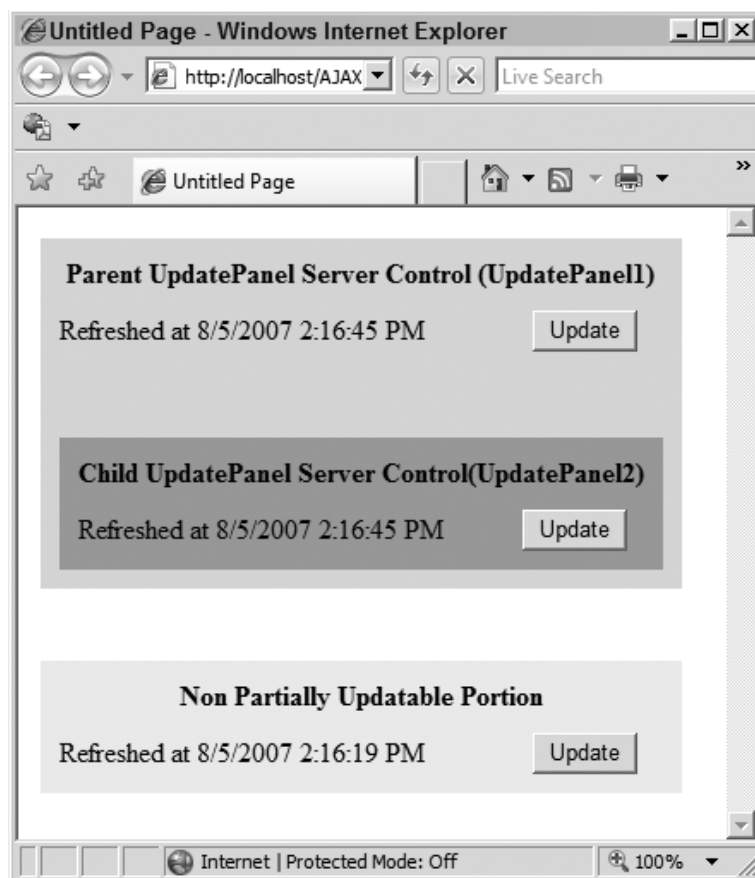 Untitled Page - Windows Internet Explorer
http://localhost/AJAX
Live Search
Untitled Page
»
Parent UpdatePanel Server Control (UpdatePanel1)
Refreshed at 8/5/2007 2:16:45 PM Update
Child UpdatePanel Server Control(UpdatePanel2)
Refreshed at 8/5/2007 2:16:45 PM Update
Non Partially Updatable Portion
Refreshed at 8/5/2007 2:16:19 PM Update
Internet | Protected Mode: Off 100%